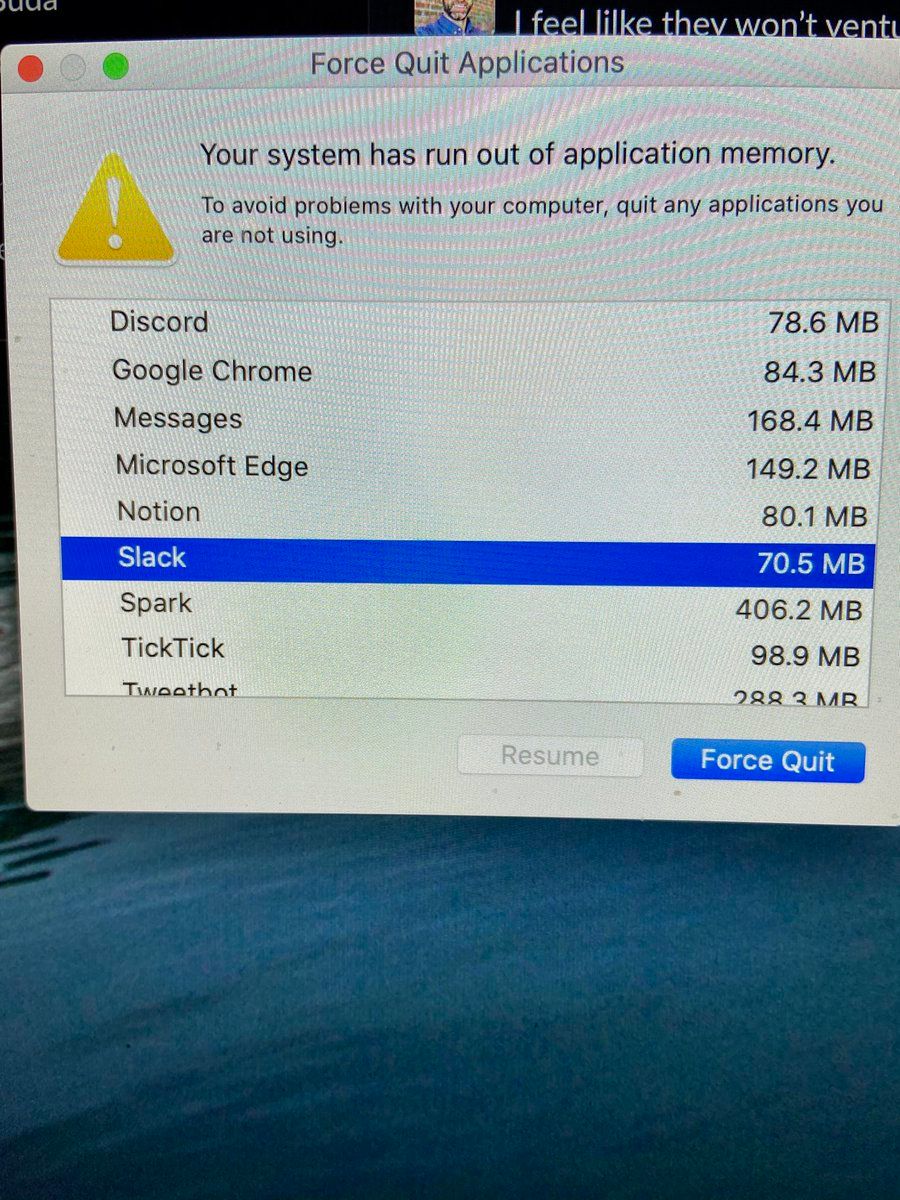 I feel lilke they won't
Force Quit Applications
Your system has run out of application memory.
To avoid problems with your computer, quit any applications you
are not using.
Discord 78.6 MB
Google Chrome 84.3 MB
Messages 168.4 MB
Microsoft Edge 149.2 MB
Notion 80.1 MB
Slack 70.5 MB
Spark 406.2 MB
TickTick 98.9 MB
Tweetbot 288.3 MB
Resume Force Quit